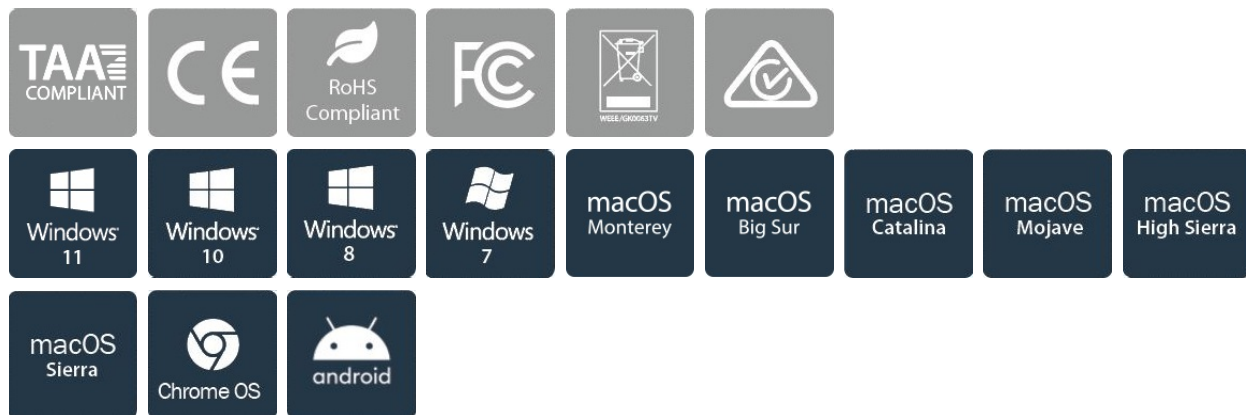 TAA
COMPLIANT
CE
RoHS
Compliant
FC
WEEE/GK0063TV
Windows
11
Windows
10
Windows
8
Windows
7
macOS
Monterey
macOS
Big Sur
macOS
Catalina
macOS
Mojave
macOS
High Sierra
macOS
Sierra
Chrome OS
android